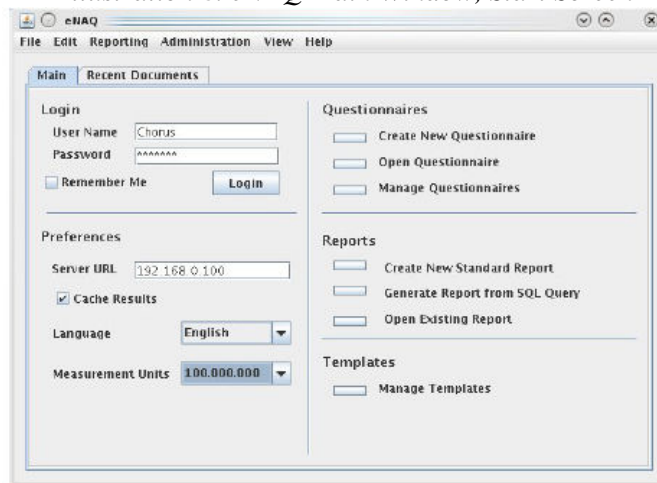 eNAQ
File Edit Reporting Administration View Help
Main Recent Documents
Login
User Name Chorus
Password *******
Remember Me Login
Preferences
Server URL 192.168.0.100
Cache Results
Language English
Measurement Units 100.000.000
Questionnaires
Create New Questionnaire
Open Questionnaire
Manage Questionnaires
Reports
Create New Standard Report
Generate Report from SQL Query
Open Existing Report
Templates
Manage Templates